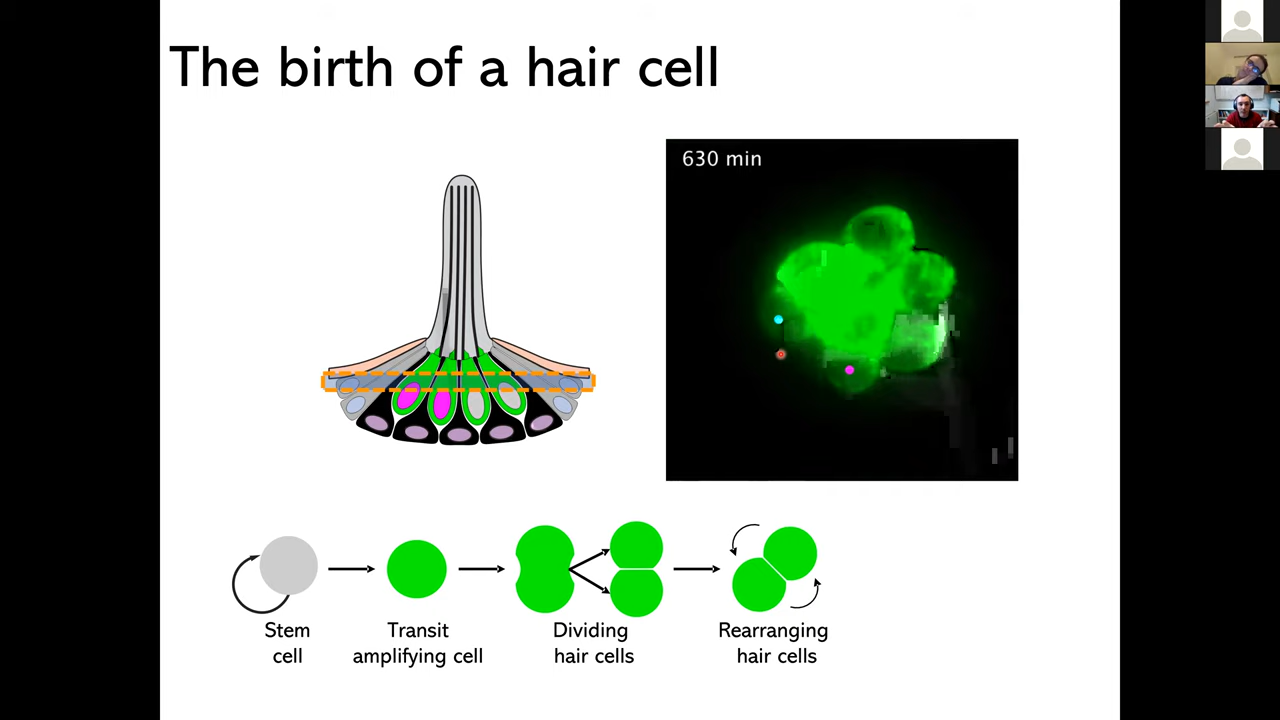 The birth of a hair cell
630 min
Stem
cell
Transit
amplifying cell
Dividing
hair cells
Rearranging
hair cells